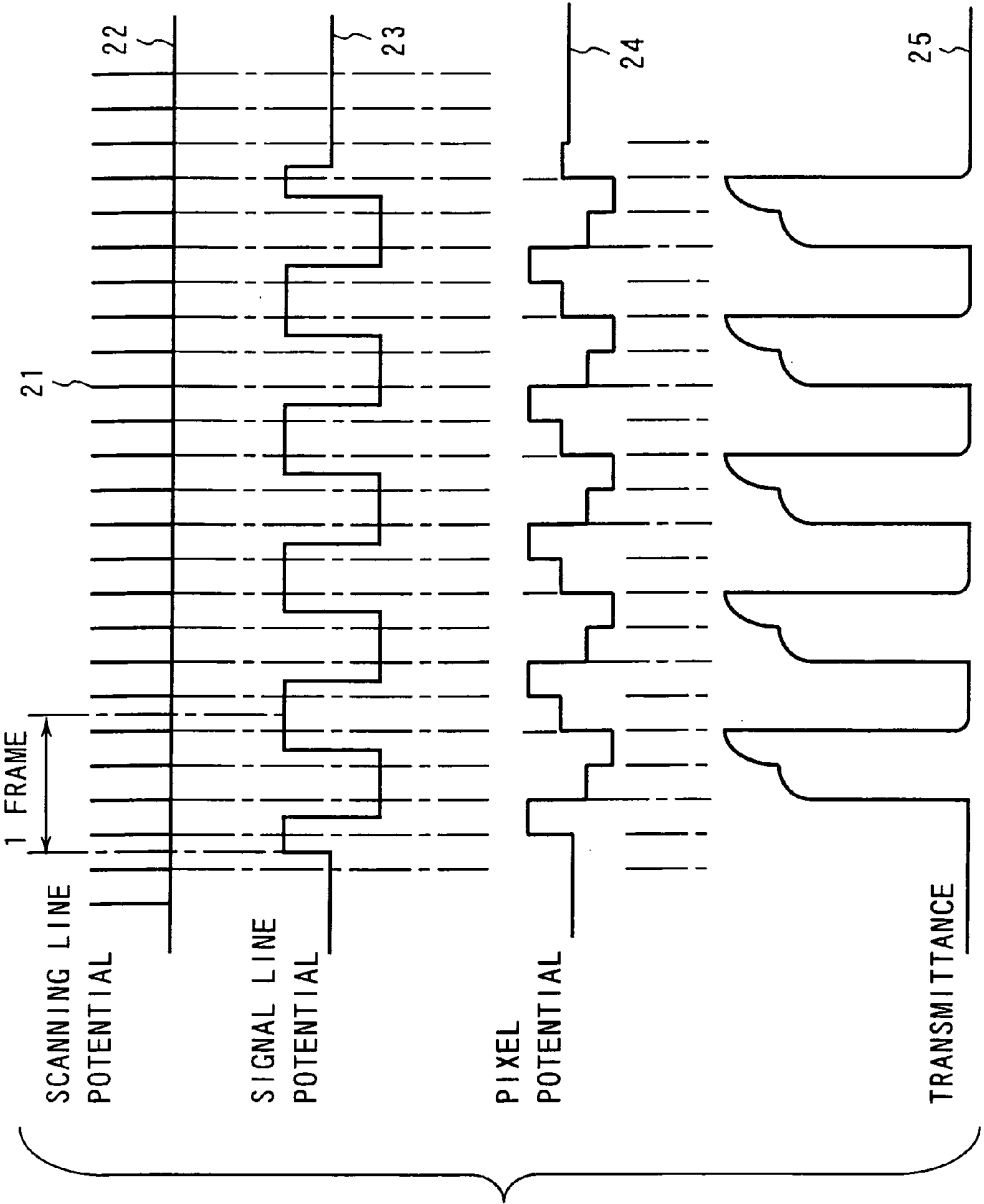 SCANNING LINE
POTENTIAL
1 FRAME
21
22
SIGNAL LINE
POTENTIAL
23
PIXEL
POTENTIAL
24
TRANSMITTANCE
25